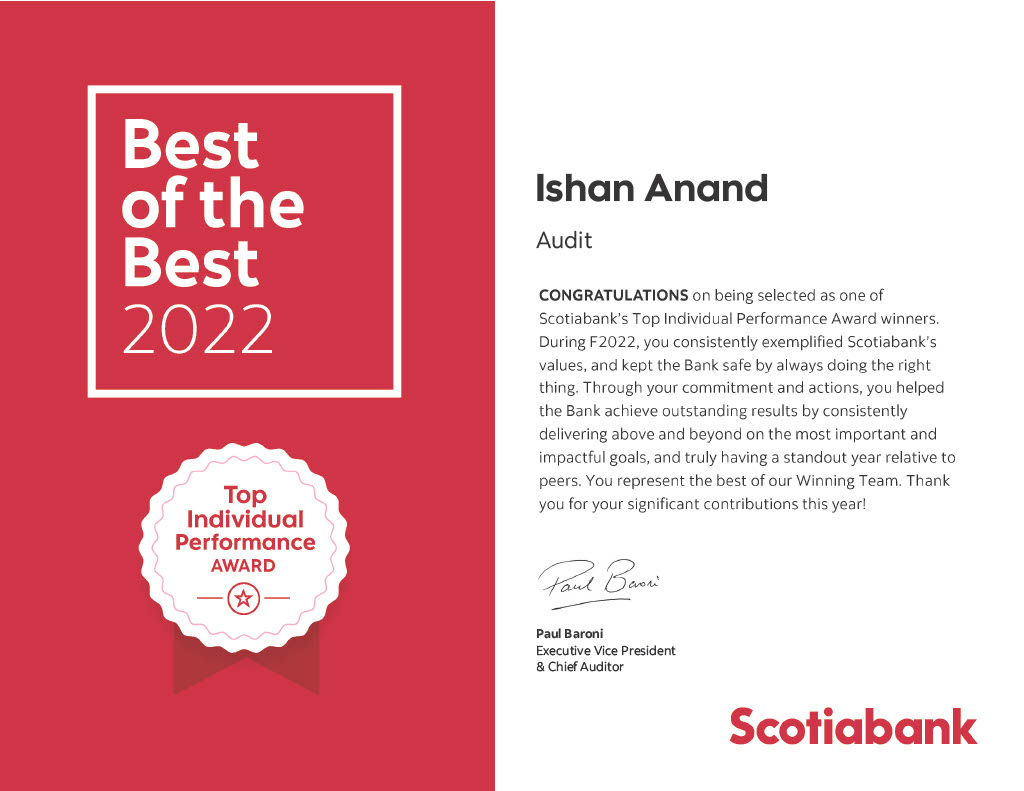 Best
of the
Best
2022
Top
Individual
Performance
AWARD
Ishan Anand
Audit
CONGRATULATIONS on being selected as one of
Scotiabank's Top Individual Performance Award winners.
During F2022, you consistently exemplified Scotiabank's
values, and kept the Bank safe by always doing the right
thing. Through your commitment and actions, you helped
the Bank achieve outstanding results by consistently
delivering above and beyond on the most important and
impactful goals, and truly having a standout year relative to
peers. You represent the best of our Winning Team. Thank
you for your significant contributions this year!
Paul Baroni
Paul Baroni
Executive Vice President
& Chief Auditor
Scotiabank